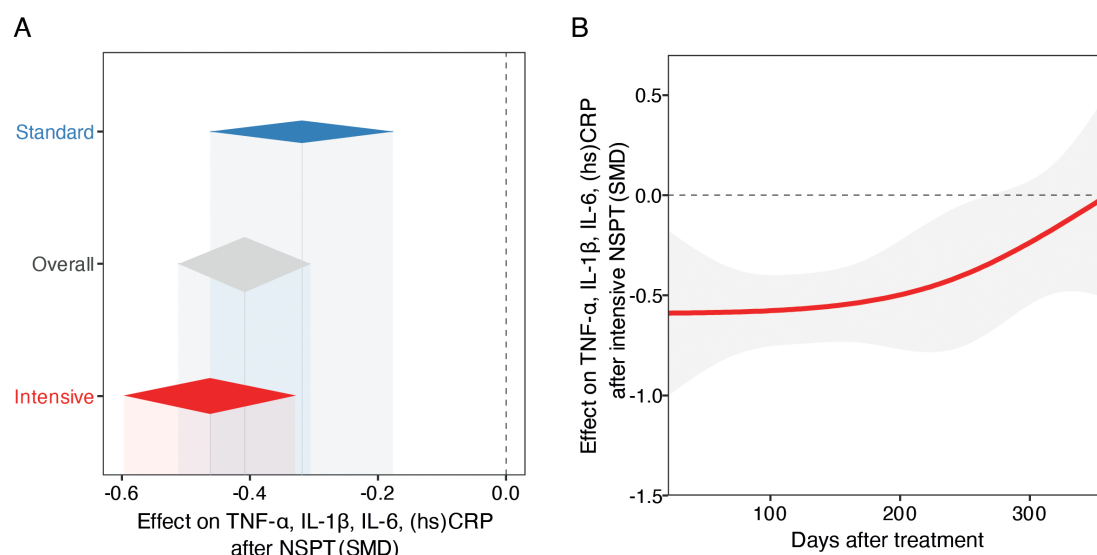 A
Standard
Overall
Intensive
-0.6
-0.4
-0.2
0.0
Effect on TNF-α, IL-1β, IL-6, (hs)CRP
after NSPT(SMD)
B
Effect on TNF-α, IL-1β, IL-6, (hs)CRP
after intensive NSPT(SMD)
0.5
0.0
-0.5
-1.0
-1.5
100
200
300
Days after treatment